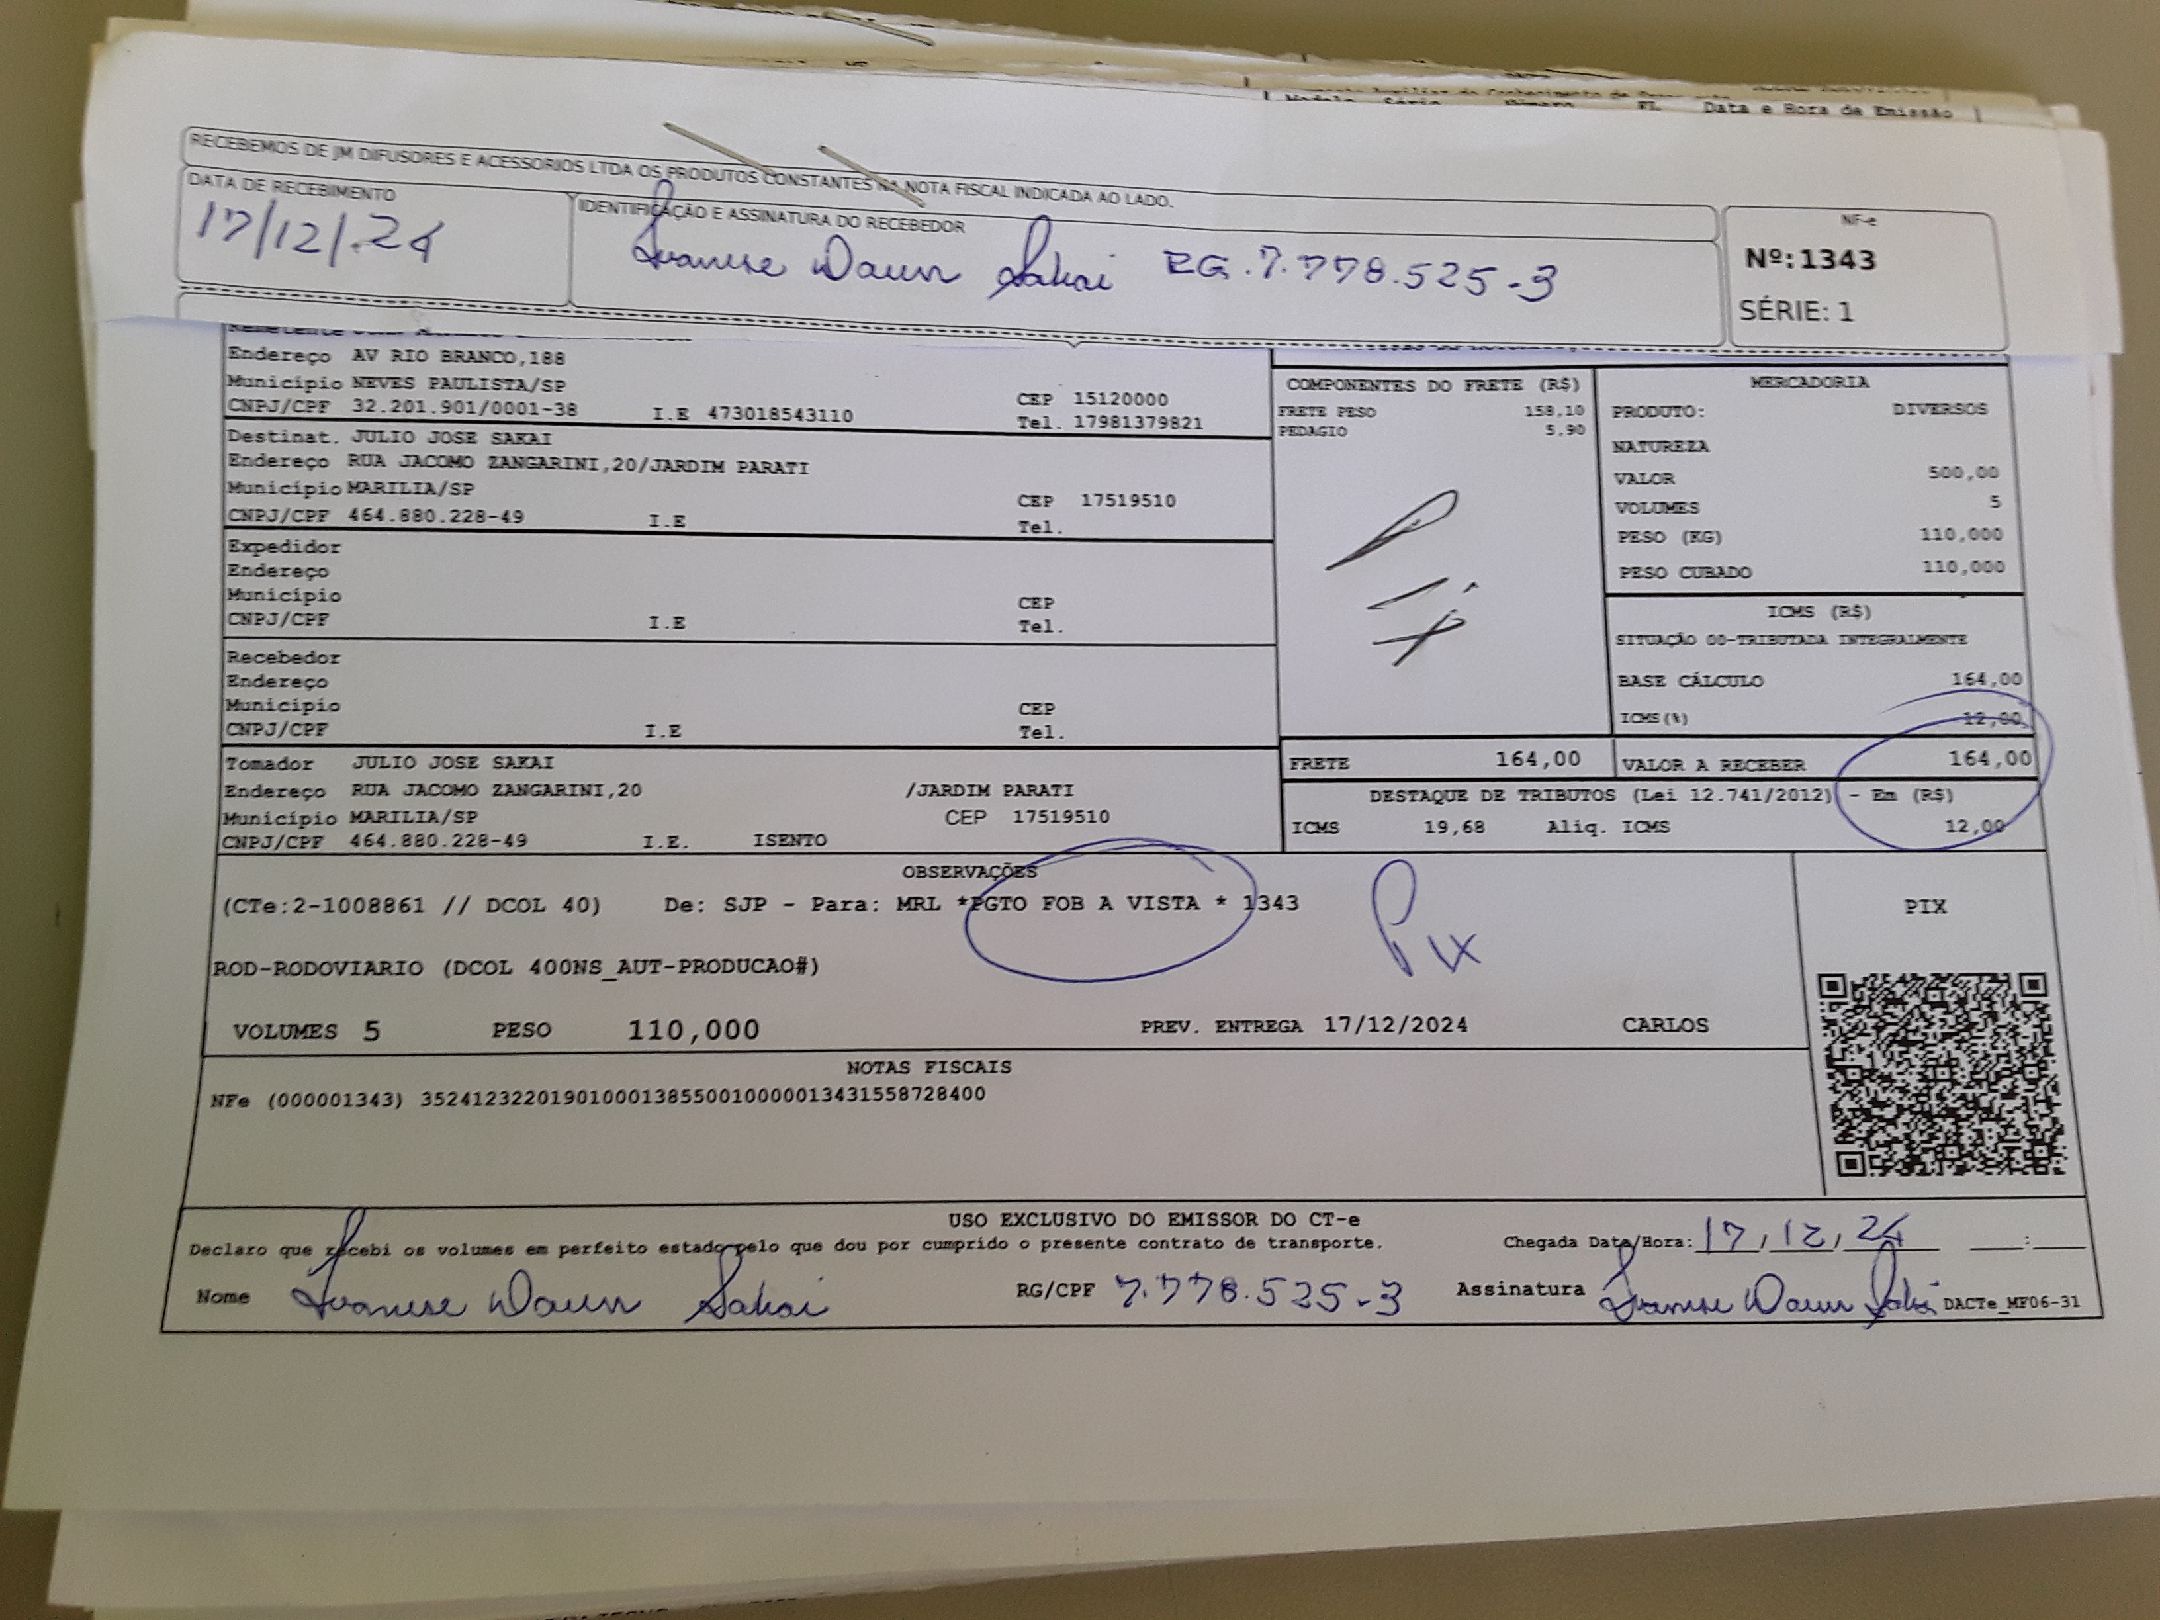 Modelo Série Número FL Data e Hora de Emissão
RECEBEMOS DE JM DIFUSORES E ACESSORIOS LTDA OS PRODUTOS CONSTANTES NA NOTA FISCAL INDICADA AO LADO.
DATA DE RECEBIMENTO
17/12/.24
IDENTIFICAÇÃO E ASSINATURA DO RECEBEDOR
Sakai RG.7.778.525-3
NF-e
Nº:1343
SÉRIE: 1
Endereço AV RIO BRANCO,188
Município NEVES PAULISTA/SP CEP 15120000
CNPJ/CPF 32.201.901/0001-38 I.E 473018543110 Tel. 17981379821
Destinat. JULIO JOSE SAKAI
Endereço RUA JACOMO ZANGARINI,20/JARDIM PARATI
Município MARILIA/SP CEP 17519510
CNPJ/CPF 464.880.228-49 I.E Tel.
Expedidor
Endereço
Município CEP
CNPJ/CPF I.E Tel.
Recebedor
Endereço
Município CEP
CNPJ/CPF I.E Tel.
Tomador JULIO JOSE SAKAI
Endereço RUA JACOMO ZANGARINI,20 /JARDIM PARATI
Município MARILIA/SP CEP 17519510
CNPJ/CPF 464.880.228-49 I.E. ISENTO
COMPONENTES DO FRETE (R$)
FRETE PESO 158,10
PEDAGIO 5,90
MERCADORIA
PRODUTO: DIVERSOS
NATUREZA
VALOR 500,00
VOLUMES 5
PESO (KG) 110,000
PESO CUBADO 110,000
ICMS (R$)
SITUAÇÃO 00-TRIBUTADA INTEGRALMENTE
BASE CÁLCULO 164,00
ICMS(%) 12,00
FRETE 164,00 VALOR A RECEBER 164,00
DESTAQUE DE TRIBUTOS (Lei 12.741/2012) - Em (R$)
ICMS 19,68 Aliq. ICMS 12,00
OBSERVAÇÕES
(CTe:2-1008861 // DCOL 40) De: SJP - Para: MRL *PGTO FOB A VISTA * 1343
Pix
PIX
ROD-RODOVIARIO (DCOL 400NS_AUT-PRODUCAO#)
VOLUMES 5 PESO 110,000 PREV. ENTREGA 17/12/2024 CARLOS
NOTAS FISCAIS
NFe (000001343) 35241232201901000138550010000013431558728400
USO EXCLUSIVO DO EMISSOR DO CT-e
Declaro que recebi os volumes em perfeito estado pelo que dou por cumprido o presente contrato de transporte. Chegada Data/Hora: 17, 12, 24 :
Nome Sakai RG/CPF 7.778.525-3 Assinatura DACTe_MF06-31